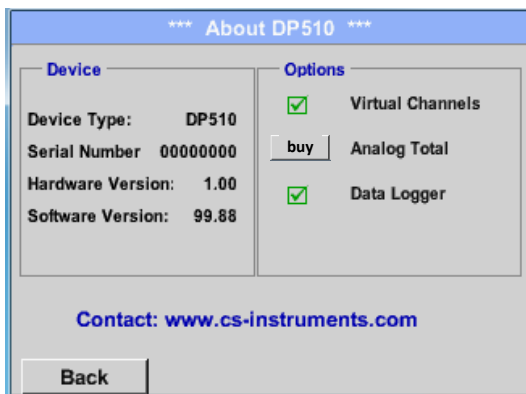 *** About DP510 ***
Device
Device Type: DP510
Serial Number 00000000
Hardware Version: 1.00
Software Version: 99.88
Options
Virtual Channels
buy Analog Total
Data Logger
Contact: www.cs-instruments.com
Back